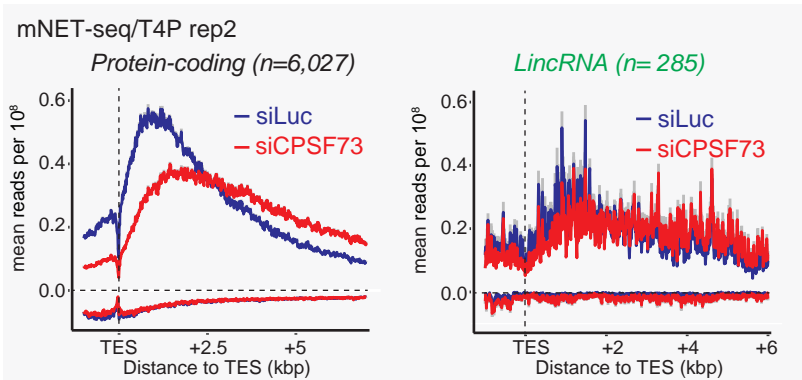 mNET-seq/T4P rep2
Protein-coding (n=6,027)
mean reads per 10⁸
0.6
0.4
0.2
0.0
siLuc
siCPSF73
TES
+2.5
+5
Distance to TES (kbp)
LincRNA (n= 285)
mean reads per 10⁸
0.6
0.4
0.2
0.0
siLuc
siCPSF73
TES
+2
+4
+6
Distance to TES (kbp)